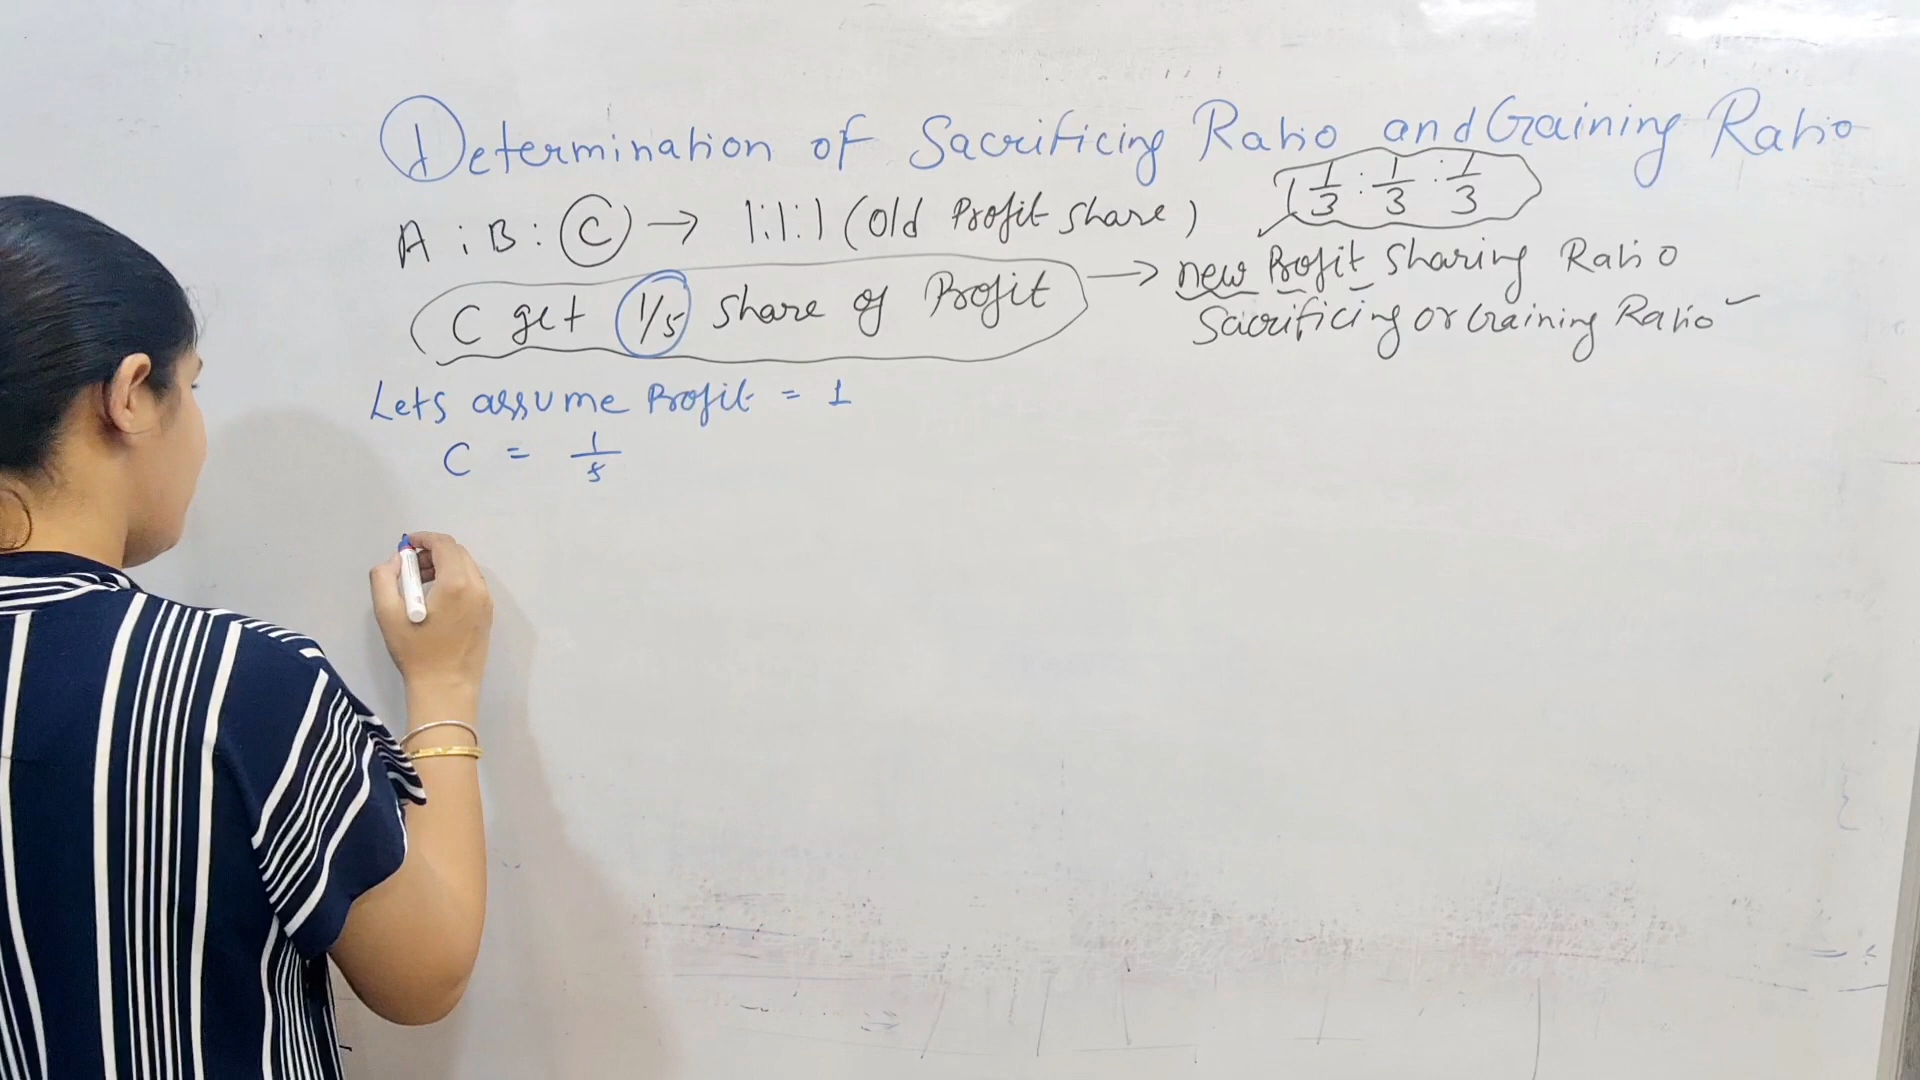 Determination of Sacrificing Ratio and Gaining Ratio
1/3 : 1/3 : 1/3
A : B : C → 1:1:1 (Old Profit share)
C get 1/5 share of Profit → new Profit Sharing Ratio
Sacrificing or Gaining Ratio ✓
Lets assume Profit = 1
C = 1/5